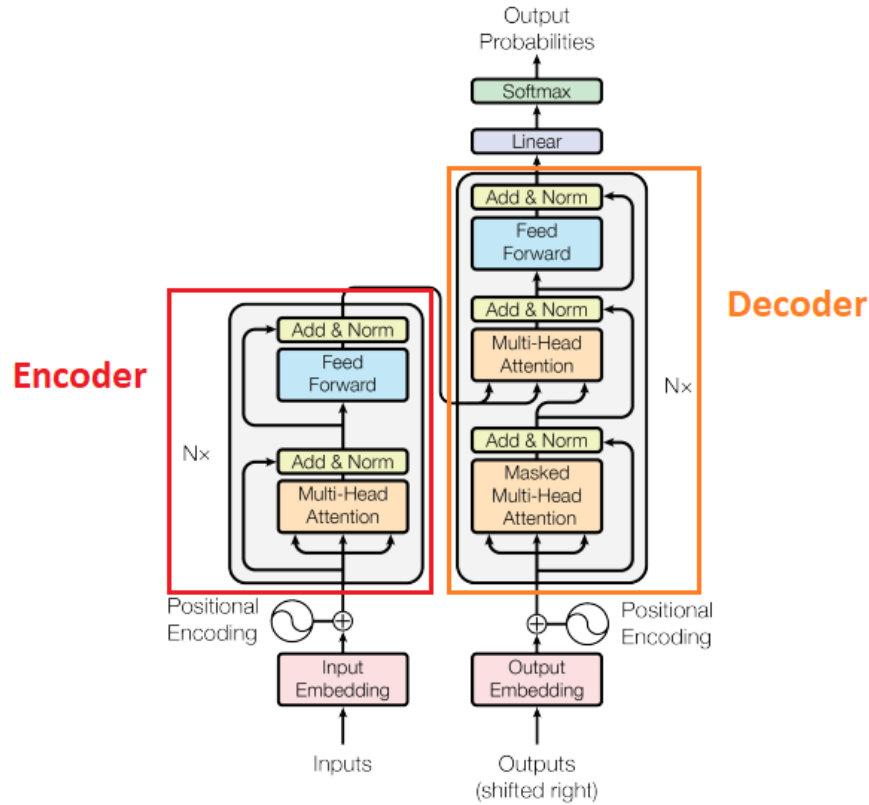 Output
Probabilities
Softmax
Linear
Add & Norm
Feed
Forward
Add & Norm
Multi-Head
Attention
Decoder
Nx
Add & Norm
Masked
Multi-Head
Attention
Encoder
Add & Norm
Feed
Forward
Nx
Add & Norm
Multi-Head
Attention
Positional
Encoding
Positional
Encoding
Input
Embedding
Output
Embedding
Inputs
Outputs
(shifted right)